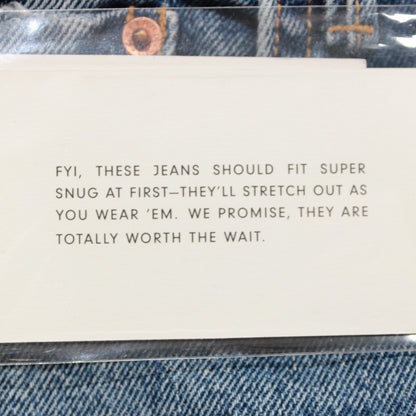 FYI, THESE JEANS SHOULD FIT SUPER
SNUG AT FIRST—THEY'LL STRETCH OUT AS
YOU WEAR 'EM. WE PROMISE, THEY ARE
TOTALLY WORTH THE WAIT.